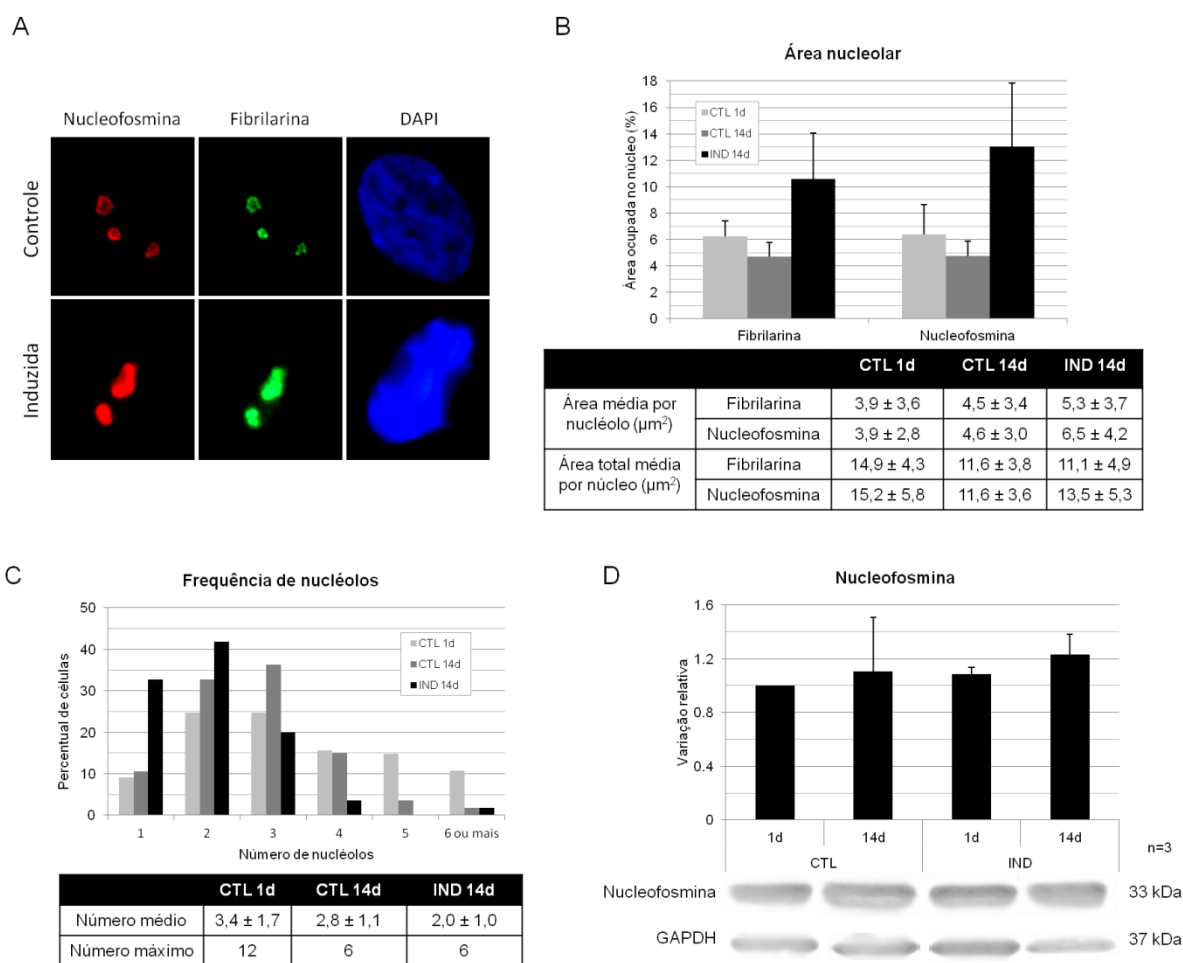 A
Nucleofosmina Fibrilarina DAPI
Controle
Induzida
B
Área nucleolar
Área ocupada no núcleo (%)
18
16
14
12
10
8
6
4
2
0
CTL 1d
CTL 14d
IND 14d
Fibrilarina Nucleofosmina
CTL 1d CTL 14d IND 14d
Área média por nucléolo (µm²) Fibrilarina 3,9 ± 3,6 4,5 ± 3,4 5,3 ± 3,7
Nucleofosmina 3,9 ± 2,8 4,6 ± 3,0 6,5 ± 4,2
Área total média por núcleo (µm²) Fibrilarina 14,9 ± 4,3 11,6 ± 3,8 11,1 ± 4,9
Nucleofosmina 15,2 ± 5,8 11,6 ± 3,6 13,5 ± 5,3
C
Frequência de nucléolos
Percentual de células
50
40
30
20
10
0
CTL 1d
CTL 14d
IND 14d
1 2 3 4 5 6 ou mais
Número de nucléolos
CTL 1d CTL 14d IND 14d
Número médio 3,4 ± 1,7 2,8 ± 1,1 2,0 ± 1,0
Número máximo 12 6 6
D
Nucleofosmina
Variação relativa
1.6
1.2
0.8
0.4
0
1d 14d 1d 14d
CTL IND
n=3
Nucleofosmina 33 kDa
GAPDH 37 kDa